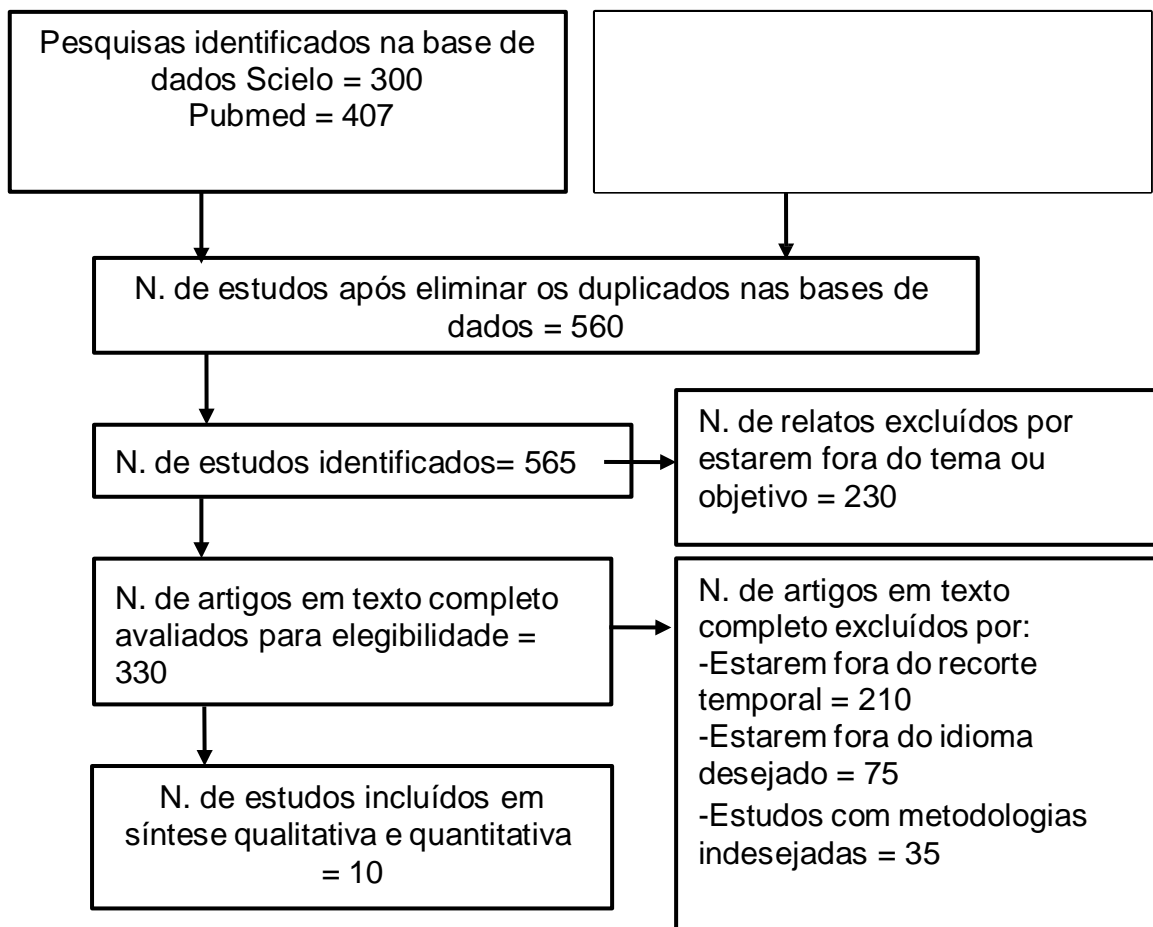 Pesquisas identificados na base de
dados Scielo = 300
Pubmed = 407
N. de estudos após eliminar os duplicados nas bases de
dados = 560
N. de estudos identificados= 565
N. de relatos excluídos por
estarem fora do tema ou
objetivo = 230
N. de artigos em texto completo
avaliados para elegibilidade =
330
N. de artigos em texto
completo excluídos por:
-Estarem fora do recorte
temporal = 210
-Estarem fora do idioma
desejado = 75
-Estudos com metodologias
indesejadas = 35
N. de estudos incluídos em
síntese qualitativa e quantitativa
= 10